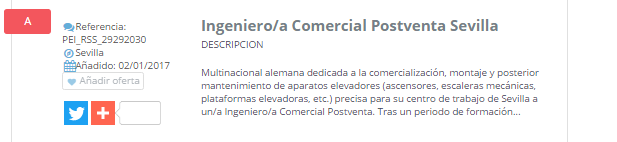 A
Referencia:
PEI_RSS_29292030
Sevilla
Añadido: 02/01/2017
Añadir oferta
Ingeniero/a Comercial Postventa Sevilla
DESCRIPCION
Multinacional alemana dedicada a la comercialización, montaje y posterior
mantenimiento de aparatos elevadores (ascensores, escaleras mecánicas,
plataformas elevadoras, etc.) precisa para su centro de trabajo de Sevilla a
un/a Ingeniero/a Comercial Postventa. Tras un periodo de formación...